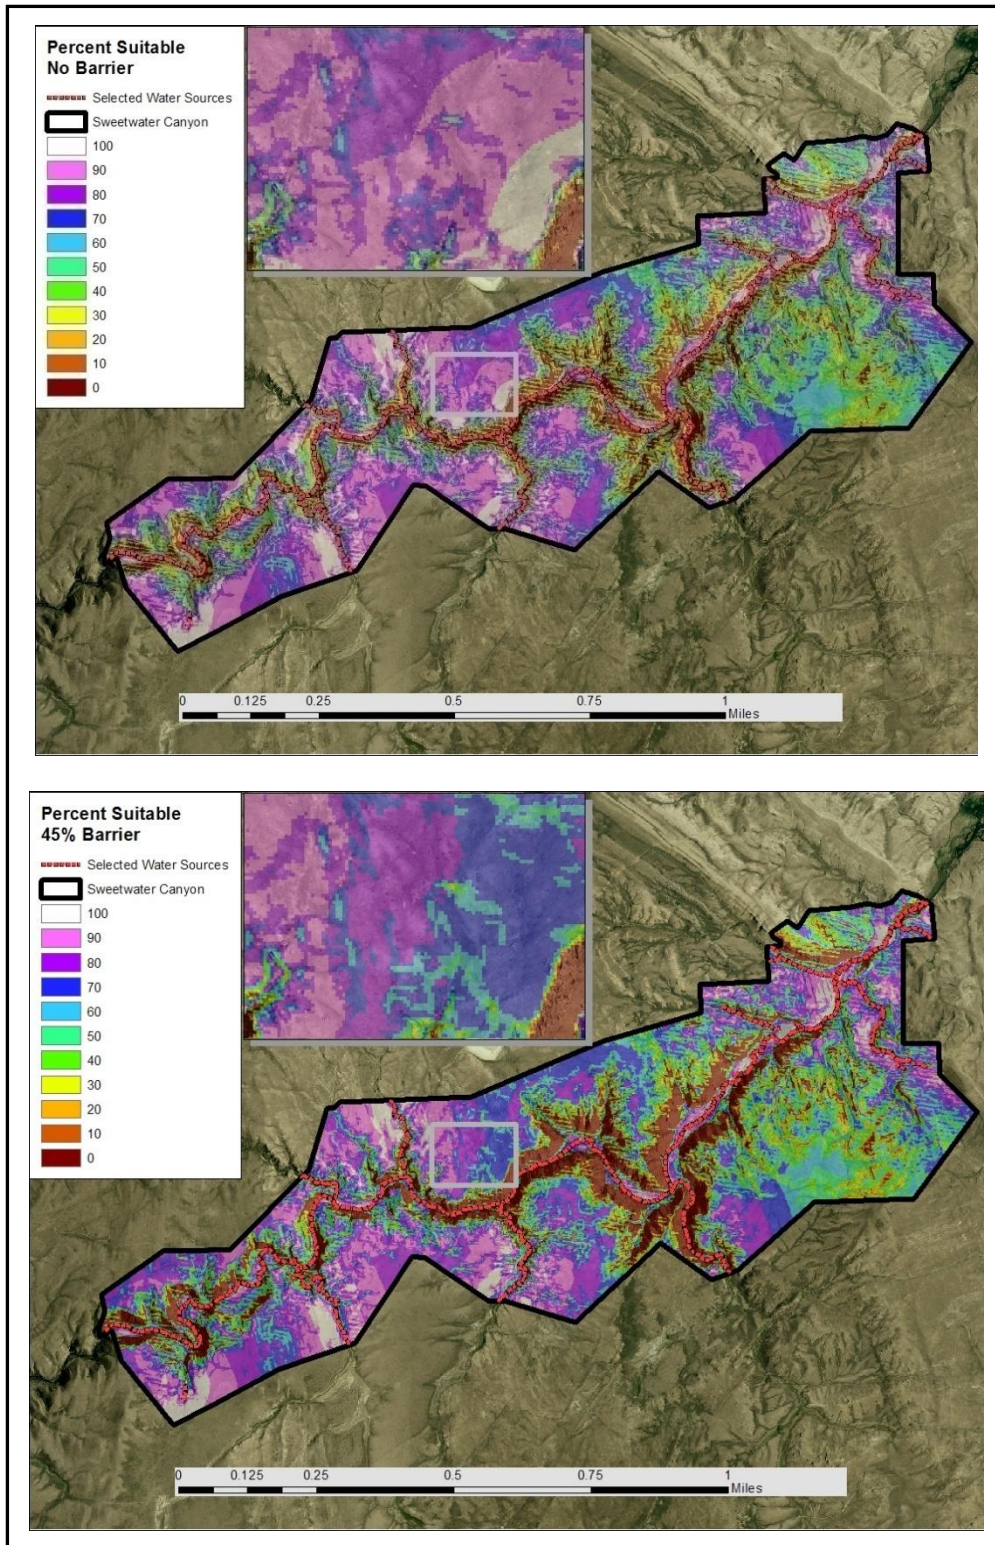 Percent Suitable
No Barrier
Selected Water Sources
Sweetwater Canyon
100
90
80
70
60
50
40
30
20
10
0
0 0.125 0.25 0.5 0.75 1
Miles
Percent Suitable
45% Barrier
Selected Water Sources
Sweetwater Canyon
100
90
80
70
60
50
40
30
20
10
0
0 0.125 0.25 0.5 0.75 1
Miles